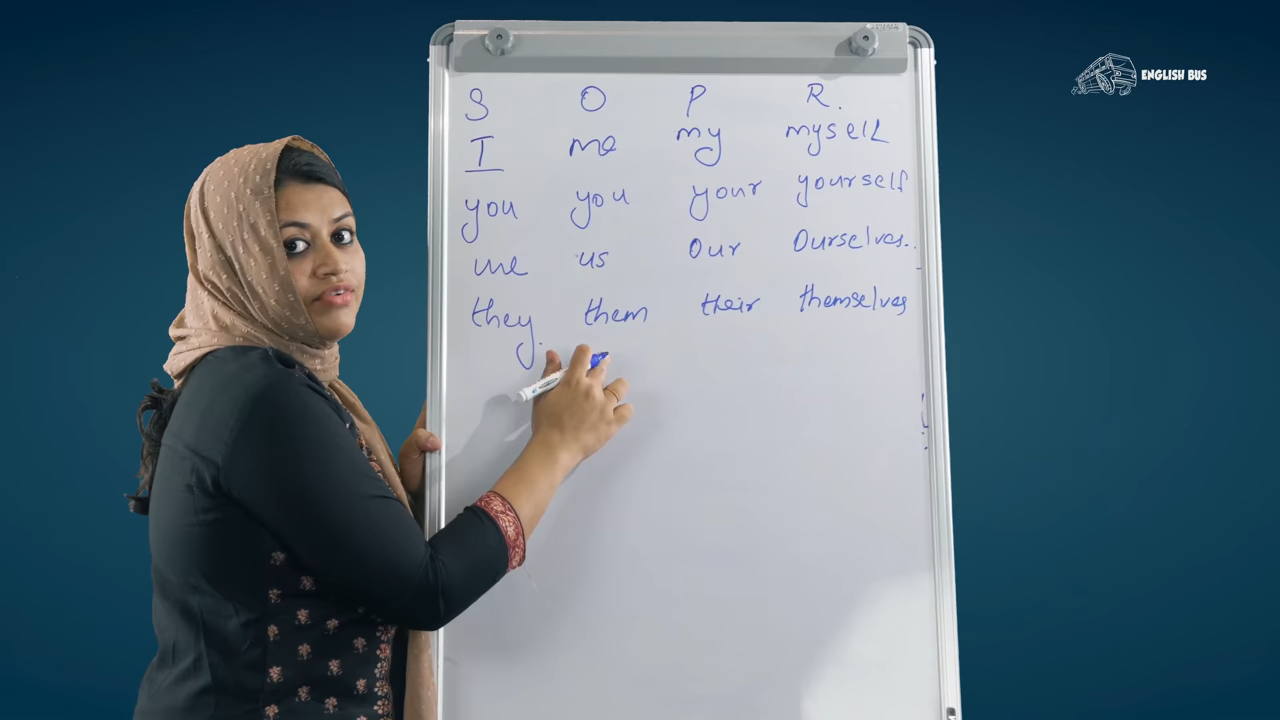 S O P R.
I me my myself
you you your yourself
we us our ourselves.
they. them their themselves
ENGLISH BUS